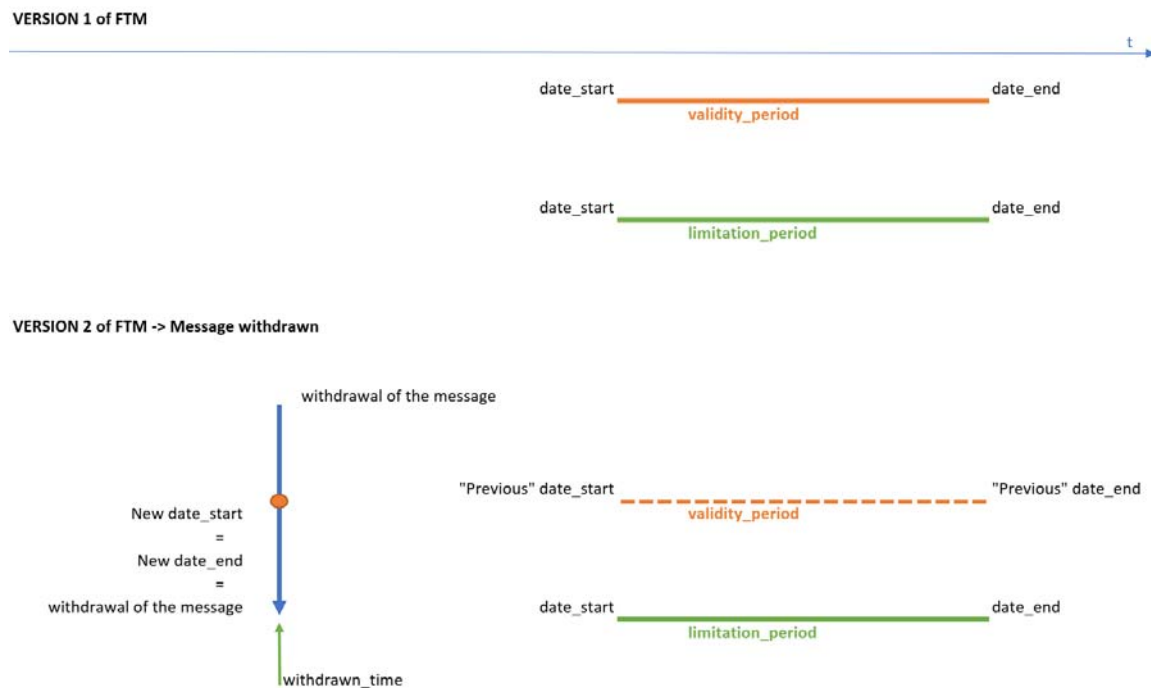 VERSION 1 of FTM
t
date_start
date_end
validity_period
date_start
date_end
limitation_period
VERSION 2 of FTM -> Message withdrawn
withdrawal of the message
"Previous" date_start
"Previous" date_end
validity_period
New date_start
=
New date_end
=
withdrawal of the message
date_start
date_end
limitation_period
withdrawn_time